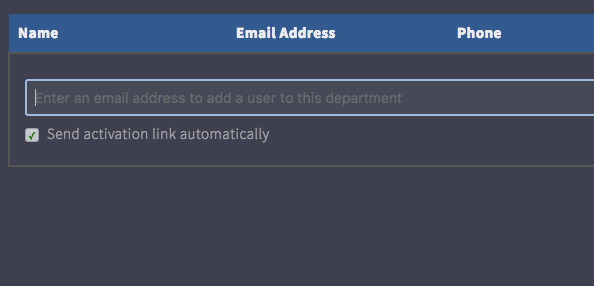 Name Email Address Phone
Enter an email address to add a user to this department
Send activation link automatically